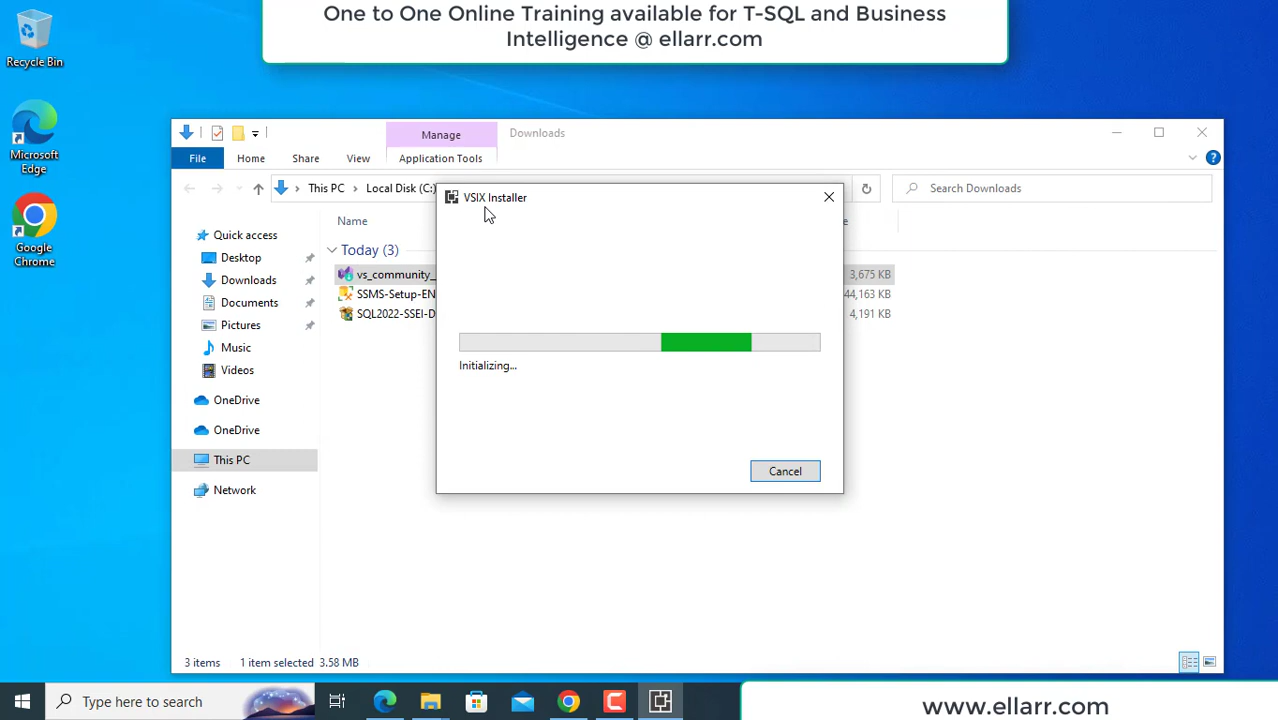 One to One Online Training available for T-SQL and Business
Intelligence @ ellarr.com
Recycle Bin
Microsoft
Edge
Google
Chrome
Manage
Downloads
File
Home
Share
View
Application Tools
This PC
Local Disk (C:)
Search Downloads
VSIX Installer
Name
Quick access
Today (3)
Desktop
Downloads
vs_community_
3,675 KB
Documents
SSMS-Setup-EN
44,163 KB
Pictures
SQL2022-SSEI-D
4,191 KB
Music
Videos
Initializing...
OneDrive
OneDrive
This PC
Network
Cancel
3 items
1 item selected
3.58 MB
Type here to search
www.ellarr.com